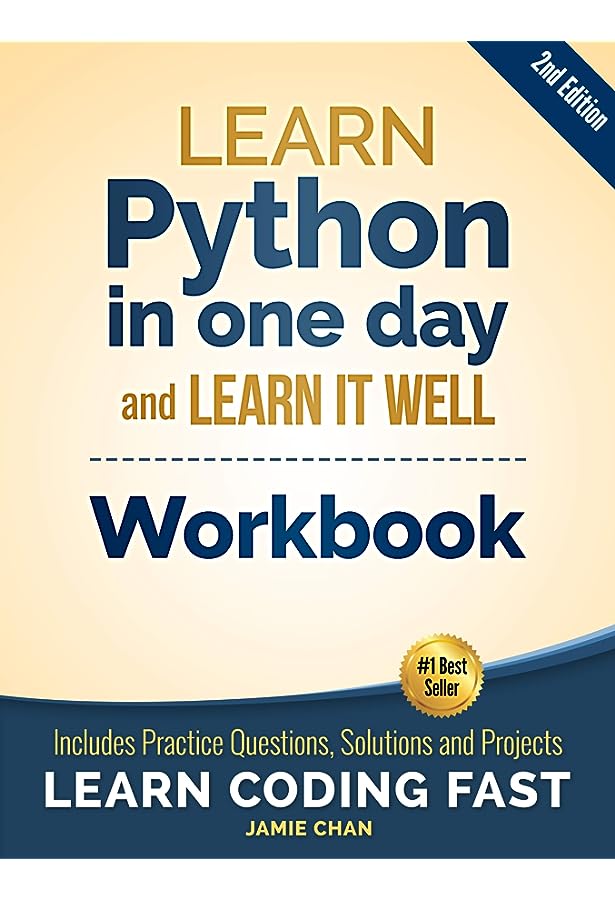 2nd Edition
LEARN
Python
in one day
and LEARN IT WELL
Workbook
#1 Best
Seller
Includes Practice Questions, Solutions and Projects
LEARN CODING FAST
JAMIE CHAN